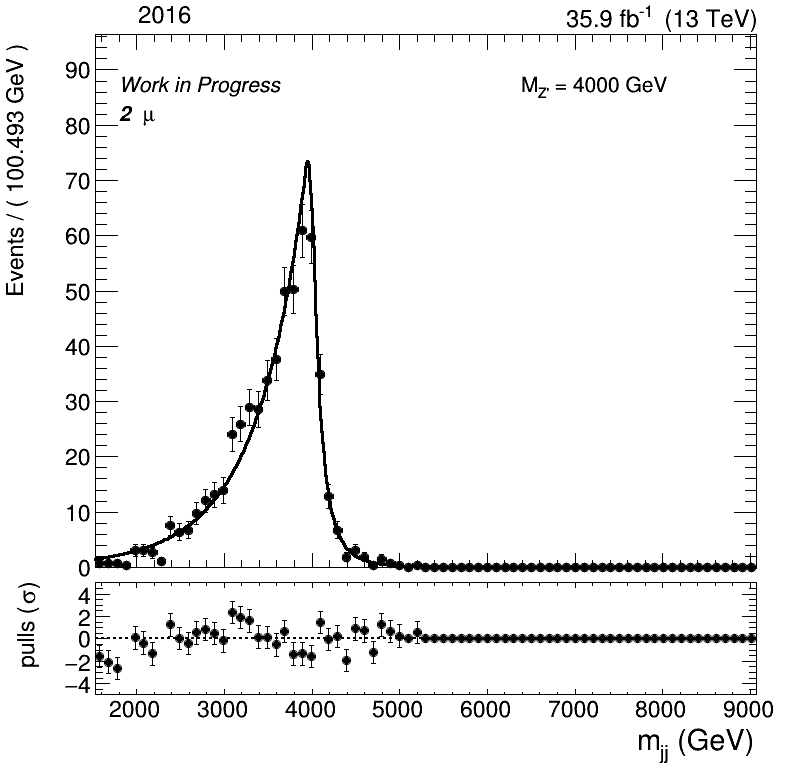 2016
35.9 fb⁻¹ (13 TeV)
Events / ( 100.493 GeV )
Work in Progress
2 μ
M_Z' = 4000 GeV
90
80
70
60
50
40
30
20
10
0
pulls (σ)
4
2
0
−2
−4
2000 3000 4000 5000 6000 7000 8000 9000
m_jj (GeV)